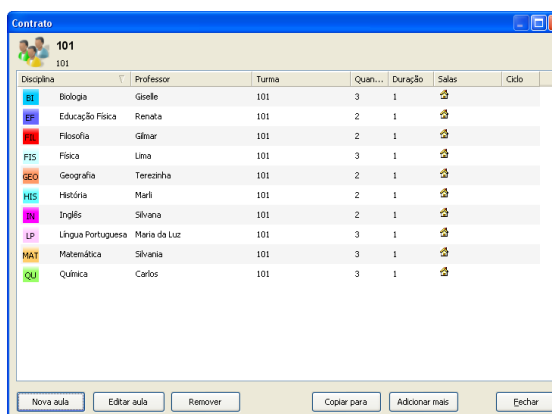 Contrato
101
101
Disciplina Professor Turma Quan... Duração Salas Ciclo
BI Biologia Giselle 101 3 1
EF Educação Física Renata 101 2 1
FIL Filosofia Gilmar 101 2 1
FIS Física Lima 101 3 1
GEO Geografia Terezinha 101 2 1
HIS História Marli 101 2 1
IN Inglês Silvana 101 2 1
LP Língua Portuguesa Maria da Luz 101 3 1
MAT Matemática Silvania 101 3 1
QU Química Carlos 101 3 1
Nova aula Editar aula Remover Copiar para Adicionar mais Fechar